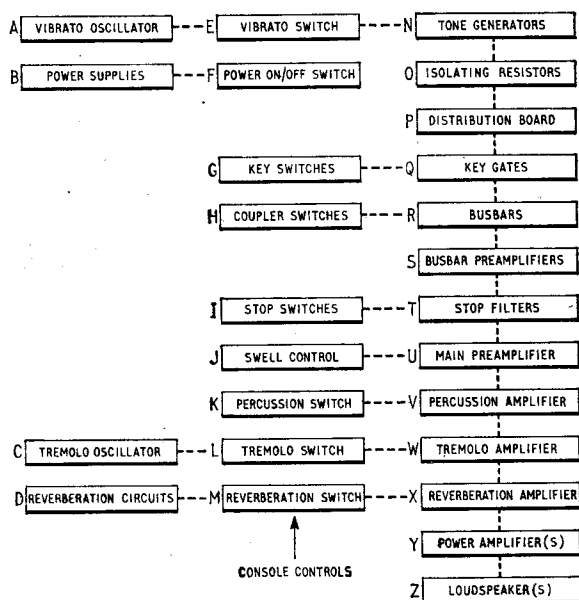 A VIBRATO OSCILLATOR E VIBRATO SWITCH N TONE GENERATORS
B POWER SUPPLIES F POWER ON/OFF SWITCH O ISOLATING RESISTORS
P DISTRIBUTION BOARD
G KEY SWITCHES Q KEY GATES
H COUPLER SWITCHES R BUSBARS
S BUSBAR PREAMPLIFIERS
I STOP SWITCHES T STOP FILTERS
J SWELL CONTROL U MAIN PREAMPLIFIER
K PERCUSSION SWITCH V PERCUSSION AMPLIFIER
C TREMOLO OSCILLATOR L TREMOLO SWITCH W TREMOLO AMPLIFIER
D REVERBERATION CIRCUITS M REVERBERATION SWITCH X REVERBERATION AMPLIFIER
Y POWER AMPLIFIER(S)
CONSOLE CONTROLS
Z LOUDSPEAKER(S)